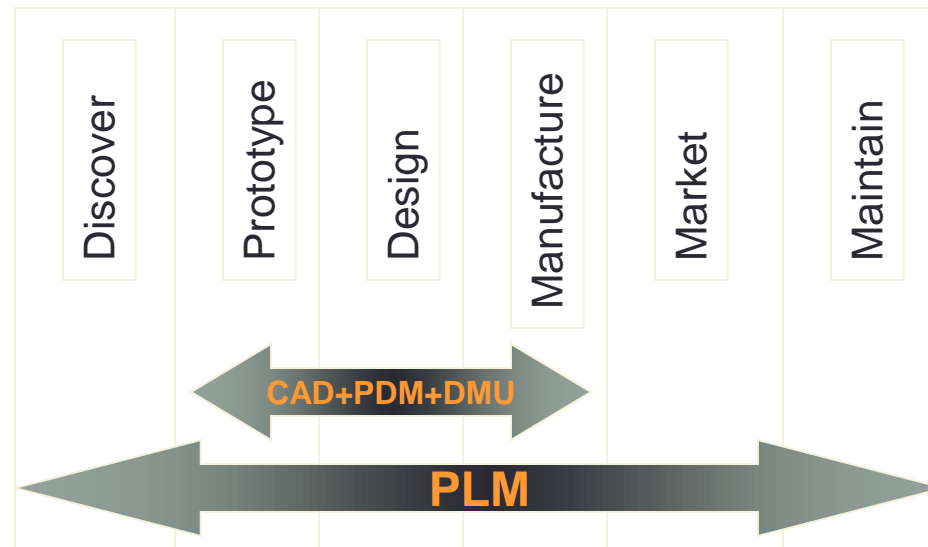 Discover
Prototype
Design
Manufacture
Market
Maintain
CAD+PDM+DMU
PLM